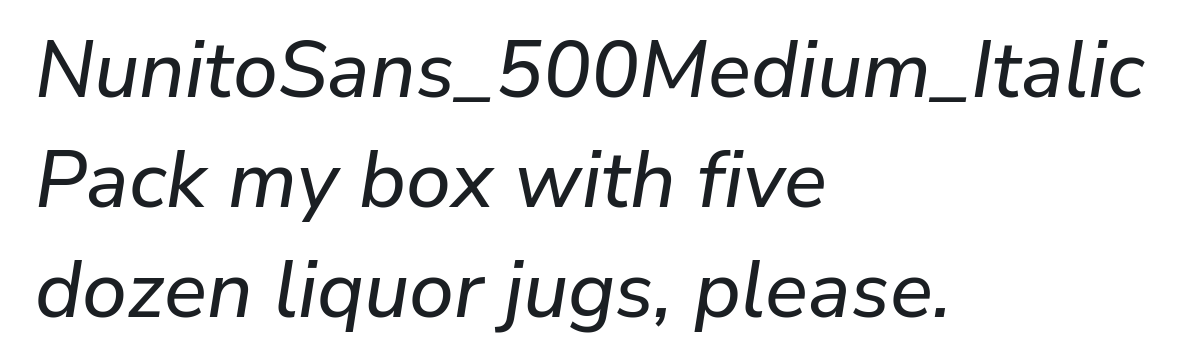 NunitoSans_500Medium_Italic
Pack my box with five
dozen liquor jugs, please.